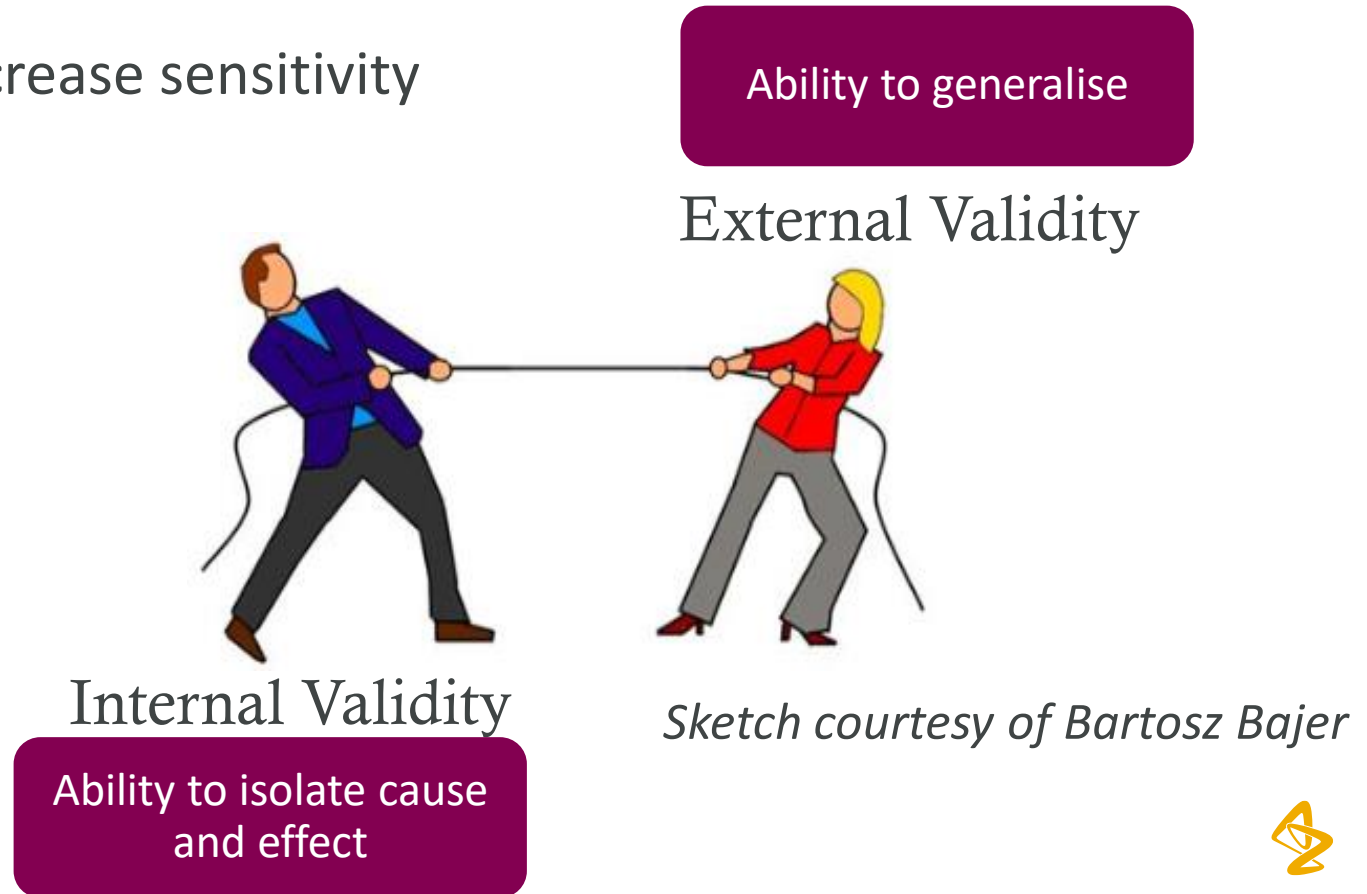 crease sensitivity
Ability to generalise
External Validity
Internal Validity
Sketch courtesy of Bartosz Bajer
Ability to isolate cause
and effect